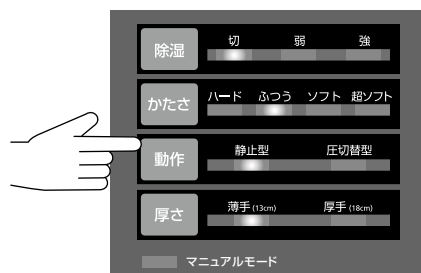 除湿 切 弱 強
かたさ ハード ふつう ソフト 超ソフト
動作 静止型 圧切替型
厚さ 薄手(13cm) 厚手(18cm)
マニュアルモード